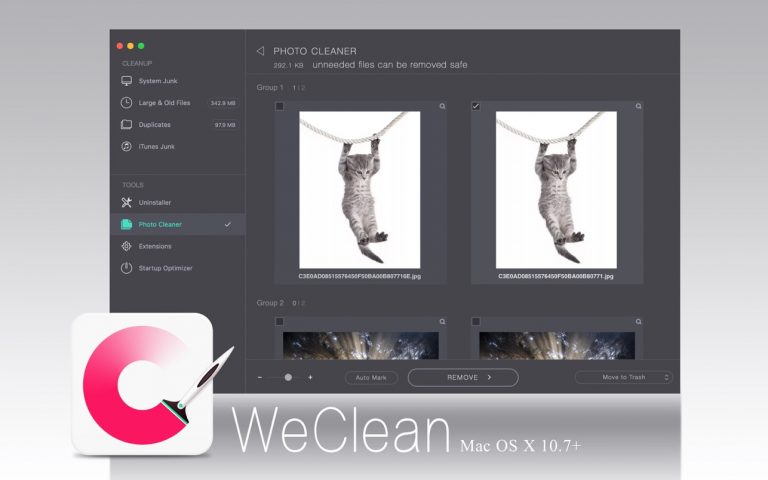 CLEANUP
System Junk
Large & Old Files 342.9 MB
Duplicates 97.9 MB
iTunes Junk
TOOLS
Uninstaller
Photo Cleaner
Extensions
Startup Optimizer
PHOTO CLEANER
292.1 KB unneeded files can be removed safe
Group 1 1 | 2
C3E0AD08515576450F50BA00B807716E.jpg
C3E0AD08515576450F50BA00B80771.jpg
Group 2 0 | 2
Auto Mark
REMOVE
Move to Trash
WeClean Mac OS X 10.7+